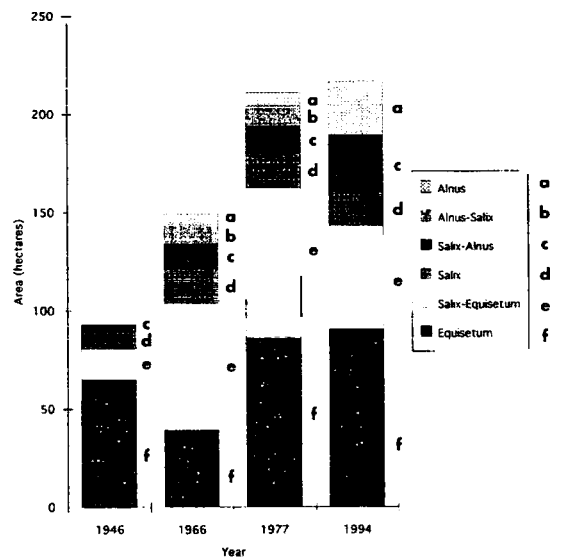 250
200
150
100
50
0
Area (hectares)
1946
1966
1977
1994
Year
c
d
e
f
a
b
c
d
e
f
a
b
c
d
e
f
a
c
d
e
f
Alnus a
Alnus-Salix b
Salix-Alnus c
Salix d
Salix-Equisetum e
Equisetum f